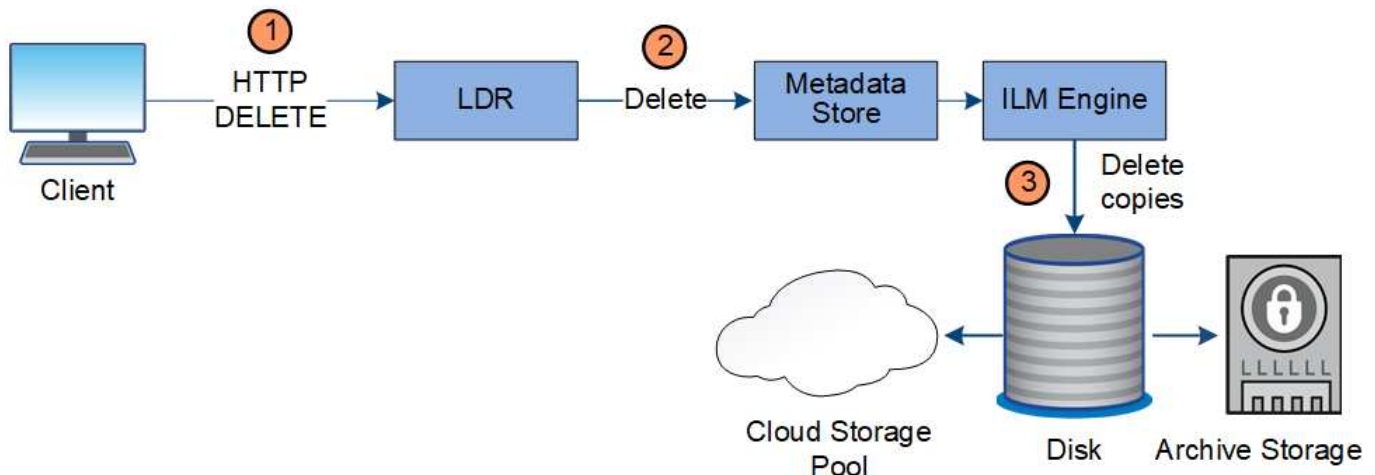 1
HTTP
DELETE
Client
LDR
2
Delete
Metadata
Store
ILM Engine
3
Delete
copies
Cloud Storage
Pool
Disk
LLLLLL
Archive Storage